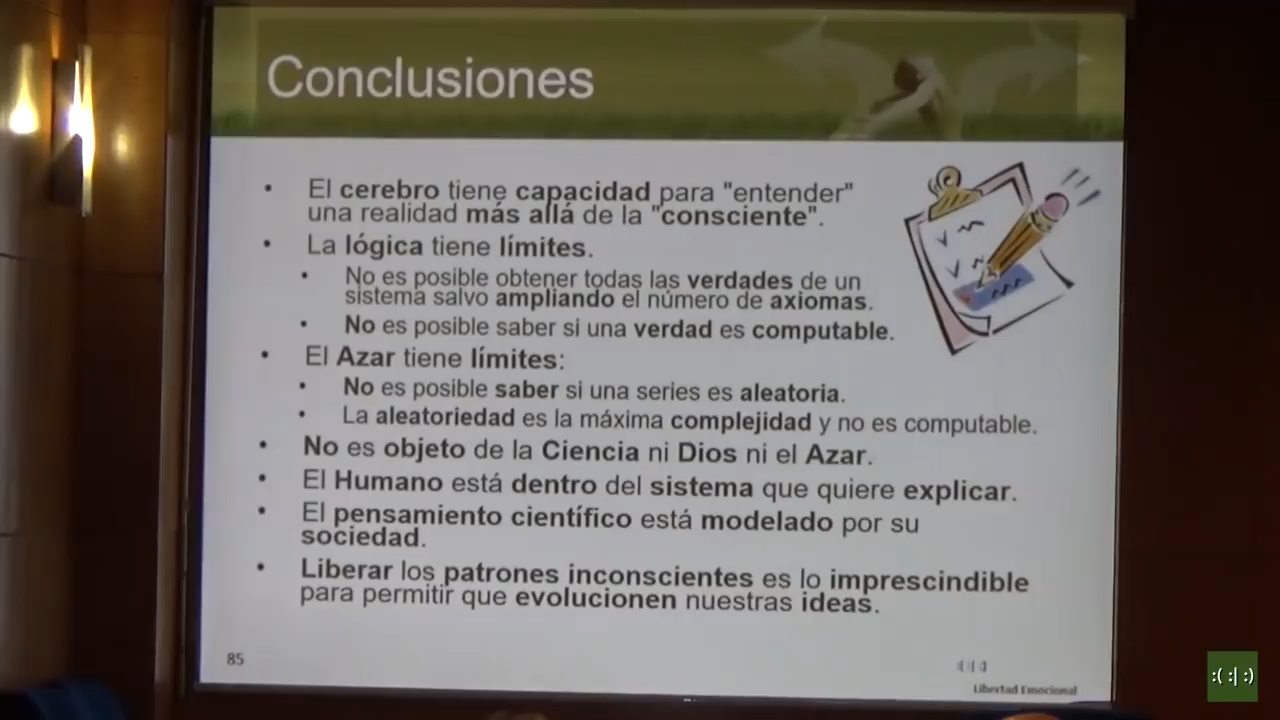 Conclusiones
• El cerebro tiene capacidad para "entender"
una realidad más allá de la "consciente".
• La lógica tiene límites.
• No es posible obtener todas las verdades de un
sistema salvo ampliando el número de axiomas.
• No es posible saber si una verdad es computable.
• El Azar tiene límites:
• No es posible saber si una series es aleatoria.
• La aleatoriedad es la máxima complejidad y no es computable.
• No es objeto de la Ciencia ni Dios ni el Azar.
• El Humano está dentro del sistema que quiere explicar.
• El pensamiento científico está modelado por su
sociedad.
• Liberar los patrones inconscientes es lo imprescindible
para permitir que evolucionen nuestras ideas.
85
Libertad Emocional
:( :| :)